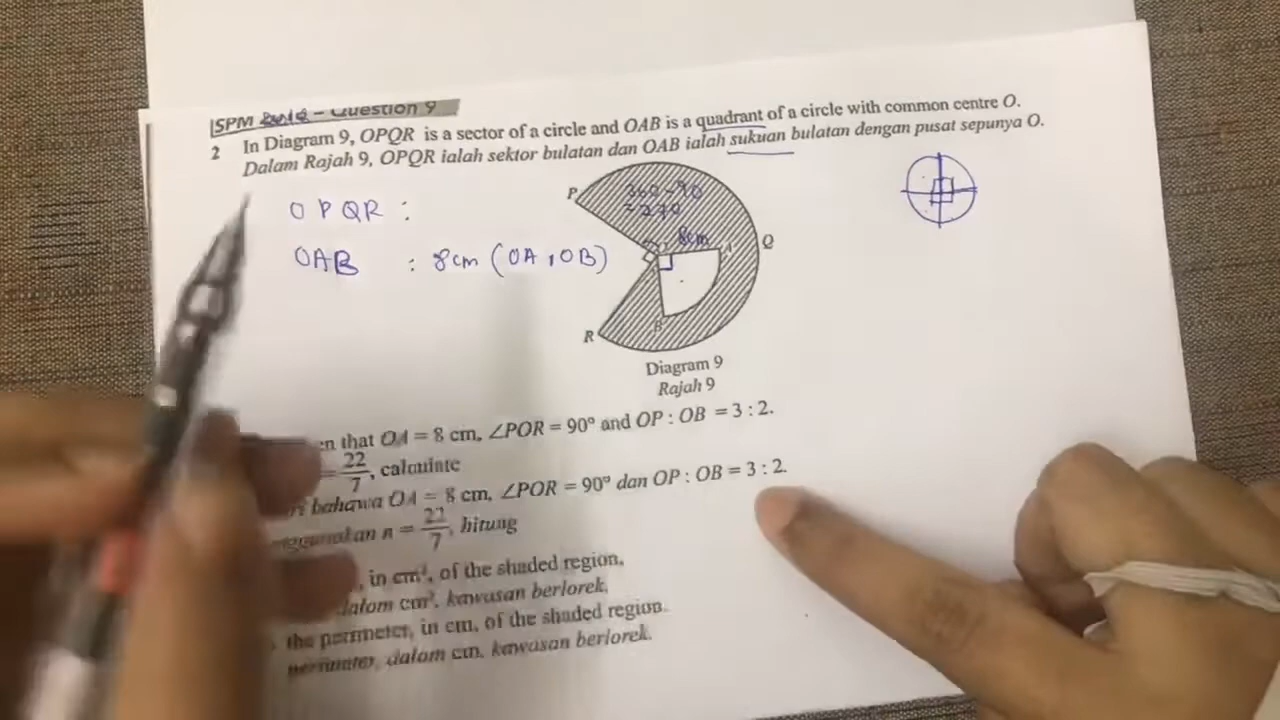 SPM - Question 9
2 In Diagram 9, OPQR is a sector of a circle and OAB is a quadrant of a circle with common centre O.
Dalam Rajah 9, OPQR ialah sektor bulatan dan OAB ialah sukuan bulatan dengan pusat sepunya O.
P
360-90
=270
OPQR :
8cm
A
Q
OAB : 8cm (OA, OB)
B
R
Diagram 9
Rajah 9
that OA = 8 cm, ∠POR = 90° and OP : OB = 3 : 2.
= 22/7, calculate
bahawa OA = 8 cm, ∠POR = 90° dan OP : OB = 3 : 2.
π = 22/7, hitung
, in cm², of the shaded region,
dalam cm², kawasan berlorek,
the perimeter, in cm, of the shaded region.
perimeter, dalam cm, kawasan berlorek.